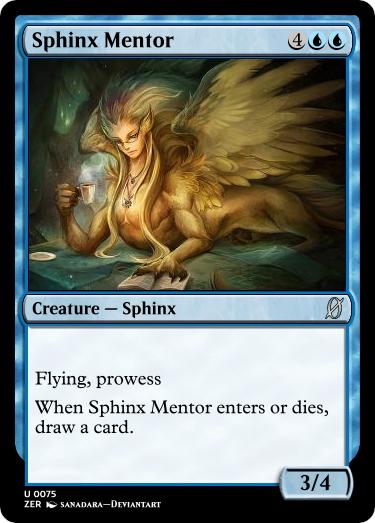 Sphinx Mentor 4
Creature — Sphinx
Flying, prowess
When Sphinx Mentor enters or dies,
draw a card.
3/4
U 0075
ZER SANADARA—DEVIANTART